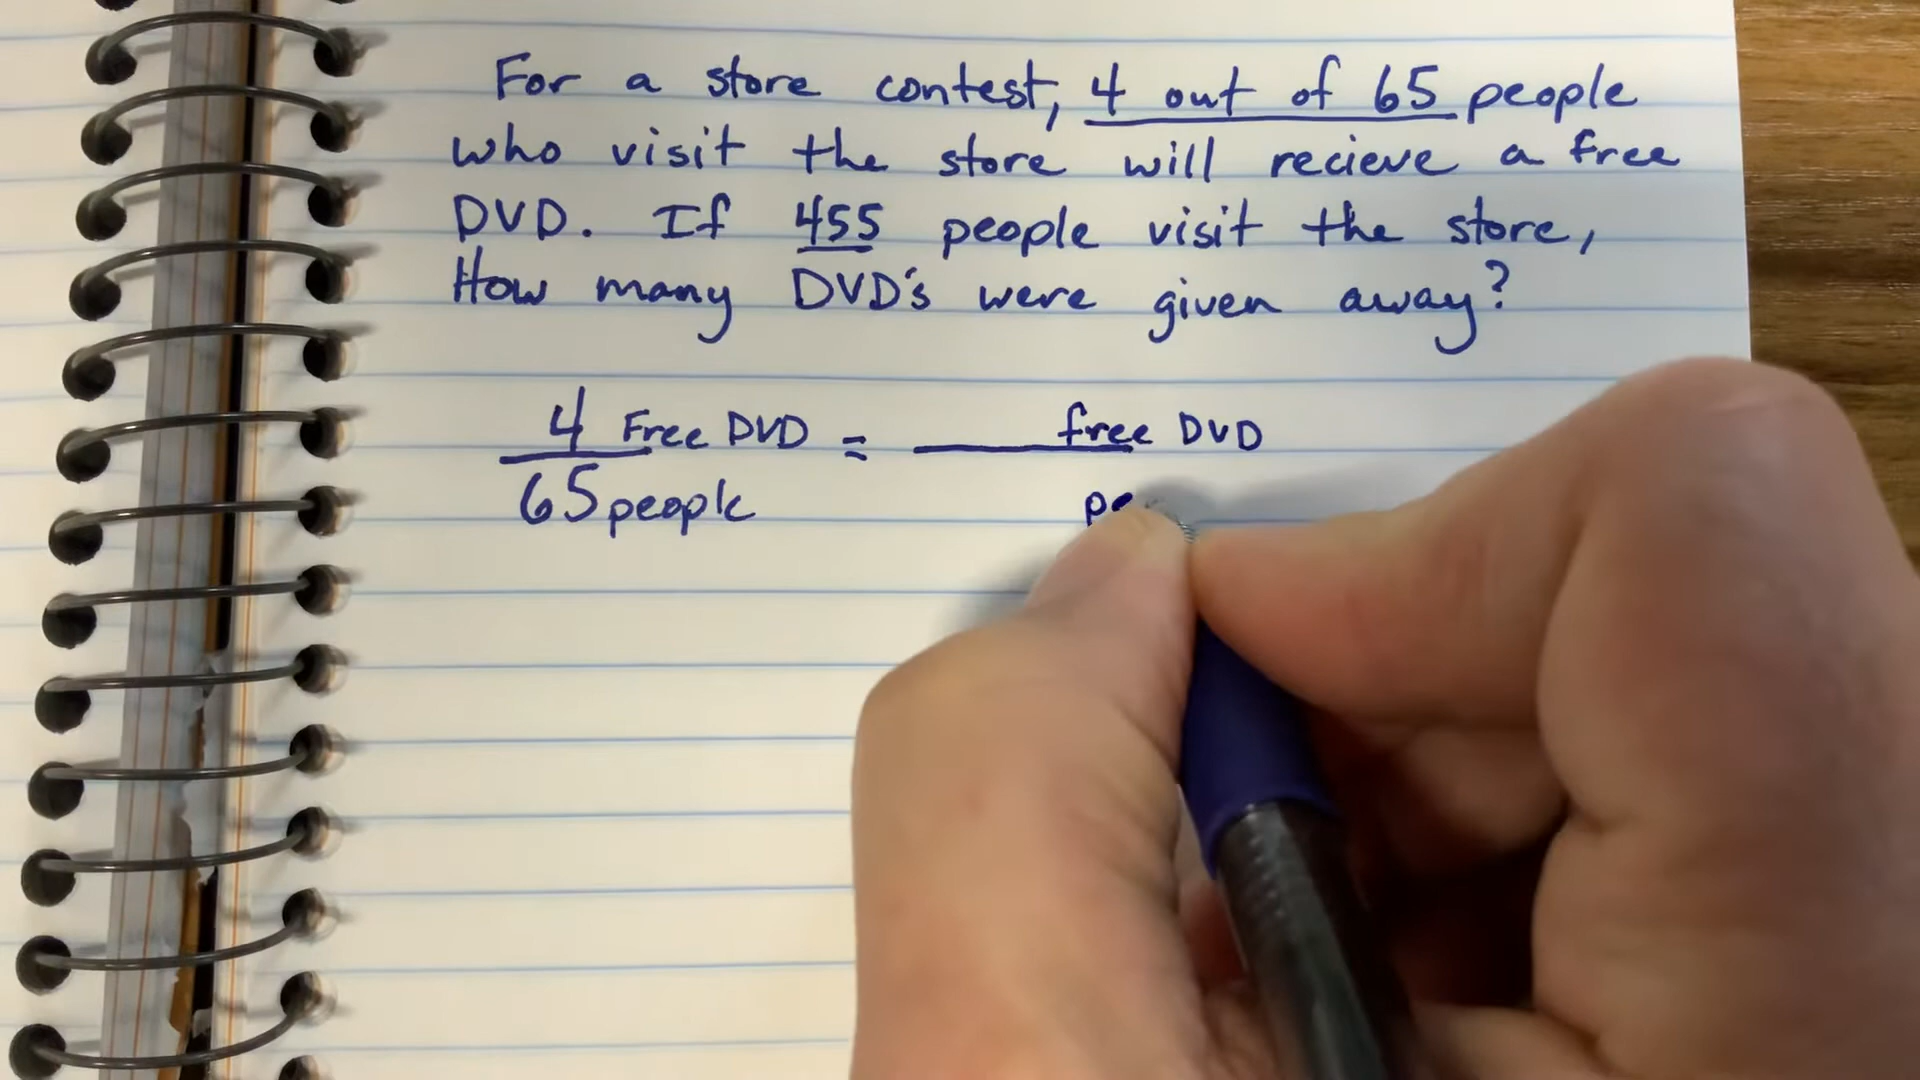 For a store contest, 4 out of 65 people
who visit the store will recieve a free
DVD. If 455 people visit the store,
How many DVD's were given away?
4 Free DVD = free DVD
65 people